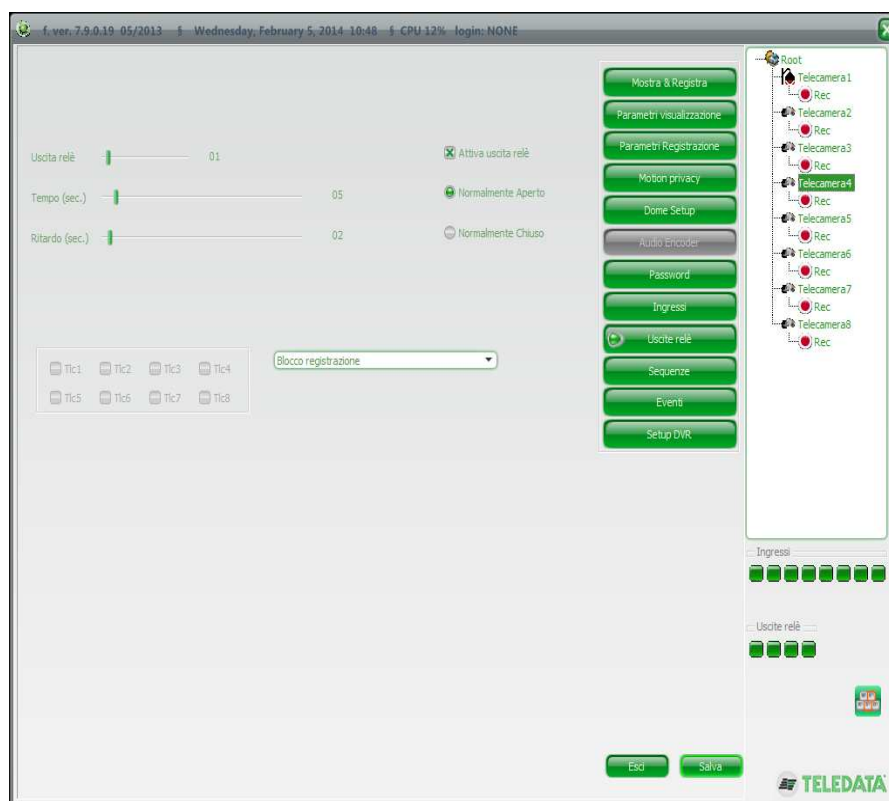 f. ver. 7.9.0.19 05/2013 § Wednesday, February 5, 2014 10:48 § CPU 12% login: NONE
Uscita relè 01
Attiva uscita relè
Tempo (sec.) 05
Normalmente Aperto
Ritardo (sec.) 02
Normalmente Chiuso
Tlc1 Tlc2 Tlc3 Tlc4
Tlc5 Tlc6 Tlc7 Tlc8
Blocco registrazione
Mostra & Registra
Parametri visualizzazione
Parametri Registrazione
Motion privacy
Dome Setup
Audio Encoder
Password
Ingressi
Uscite relè
Sequenze
Eventi
Setup DVR
Root
Telecamera1
Rec
Telecamera2
Rec
Telecamera3
Rec
Telecamera4
Rec
Telecamera5
Rec
Telecamera6
Rec
Telecamera7
Rec
Telecamera8
Rec
Ingressi
Uscite relè
Esci
Salva
TELEDATA